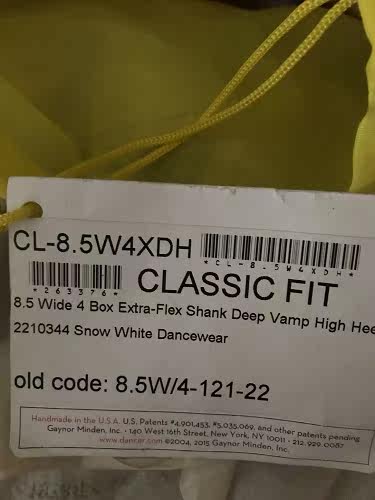 CL-8.5W4XDH
*CL-8.5W4XDH*
*263376*
CLASSIC FIT
8.5 Wide 4 Box Extra-Flex Shank Deep Vamp High Hee
2210344 Snow White Dancewear
old code: 8.5W/4-121-22
Handmade in the U.S.A. U.S. Patents #4,901,453, #5,035,069, and other patents pending
Gaynor Minden, Inc. • 140 West 16th Street, New York, NY 10011 • 212.929.0087
www.dancer.com ©2004, 2015 Gaynor Minden, Inc.